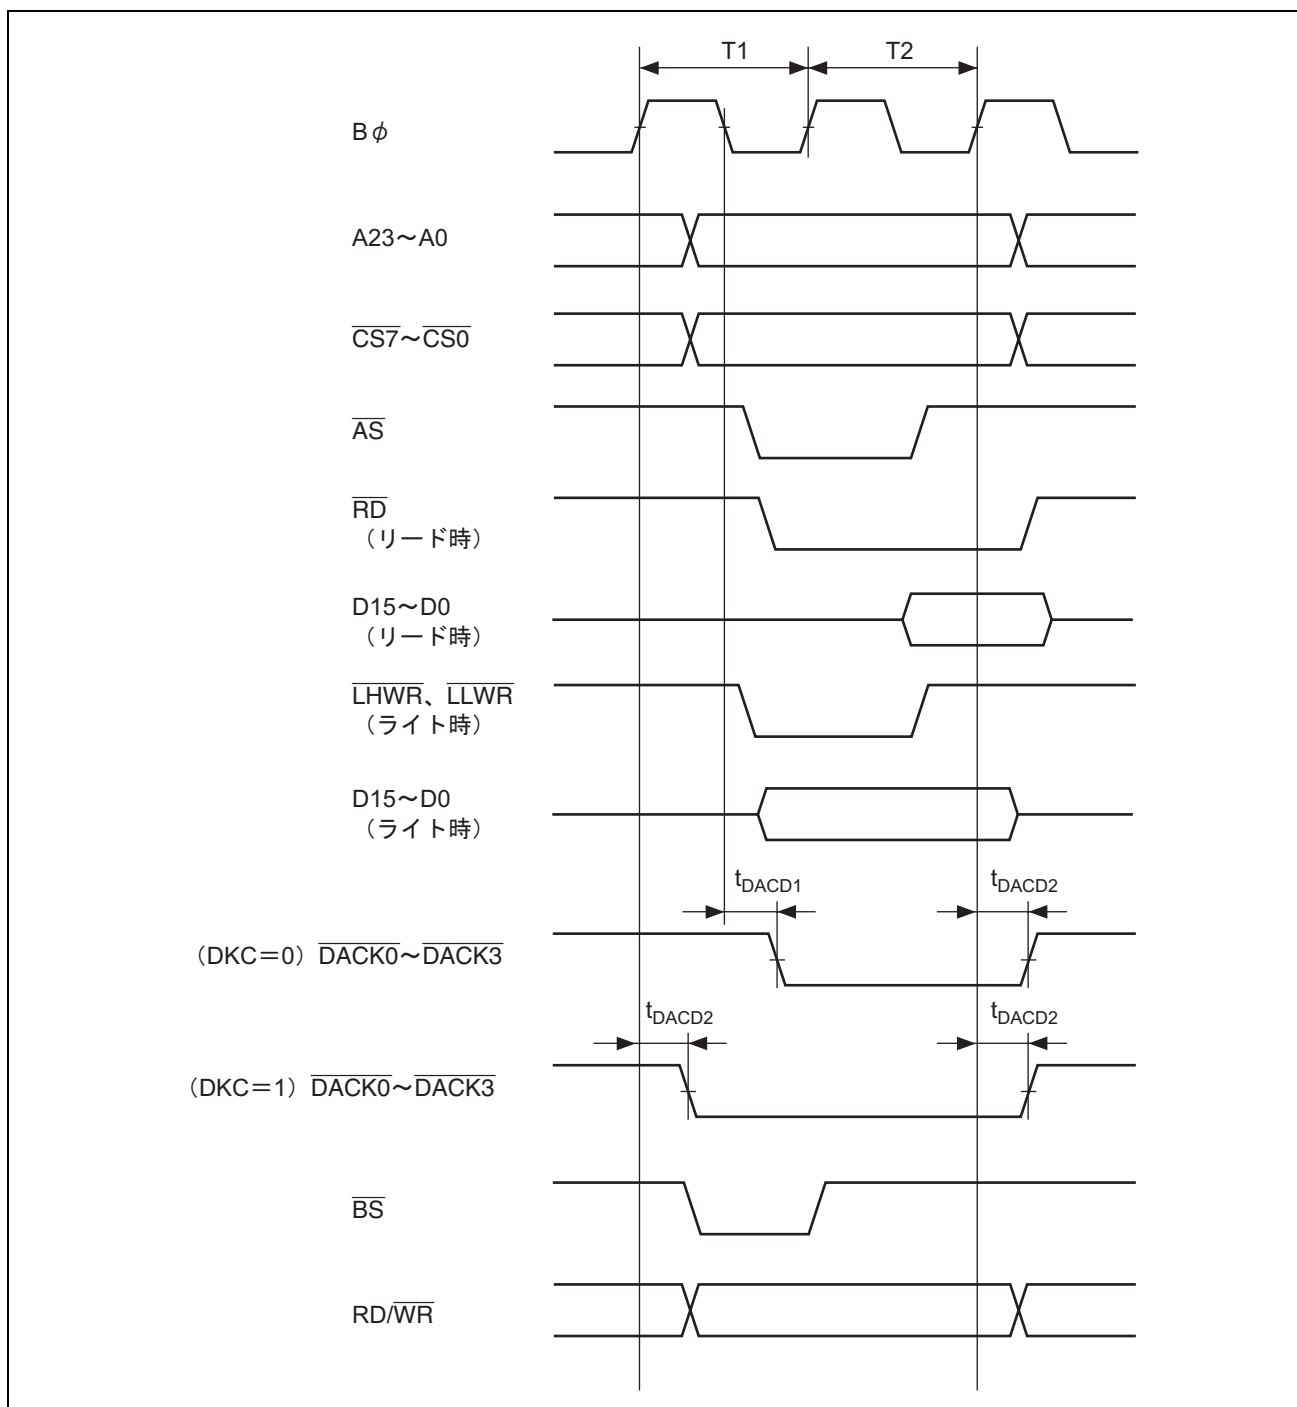 T1 T2
Bφ
A23～A0
CS7～CS0
AS
RD
（リード時）
D15～D0
（リード時）
LHWR、LLWR
（ライト時）
D15～D0
（ライト時）
tDACD1 tDACD2
（DKC＝0）DACK0～DACK3
tDACD2 tDACD2
（DKC＝1）DACK0～DACK3
BS
RD/WR